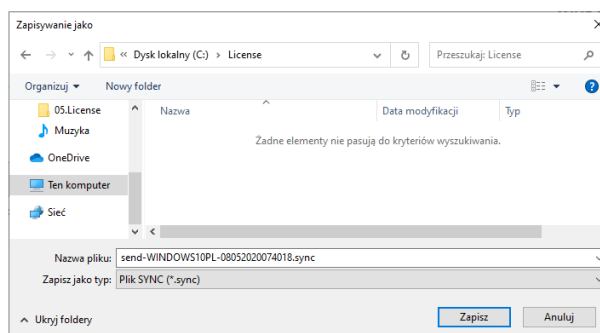 Zapisywanie jako
« Dysk lokalny (C:) › License
Przeszukaj: License
Organizuj
Nowy folder
05.License
Muzyka
OneDrive
Ten komputer
Sieć
Nazwa
Data modyfikacji
Typ
Żadne elementy nie pasują do kryteriów wyszukiwania.
Nazwa pliku: send-WINDOWS10PL-08052020074018.sync
Zapisz jako typ: Plik SYNC (*.sync)
Ukryj foldery
Zapisz
Anuluj